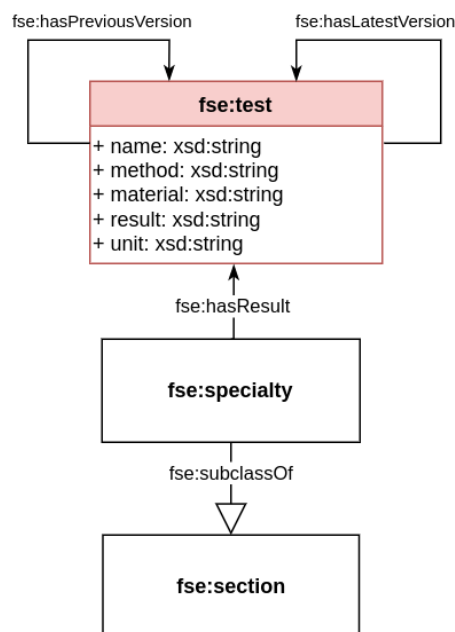 fse:hasPreviousVersion
fse:hasLatestVersion
fse:test
+ name: xsd:string
+ method: xsd:string
+ material: xsd:string
+ result: xsd:string
+ unit: xsd:string
fse:hasResult
fse:specialty
fse:subclassOf
fse:section